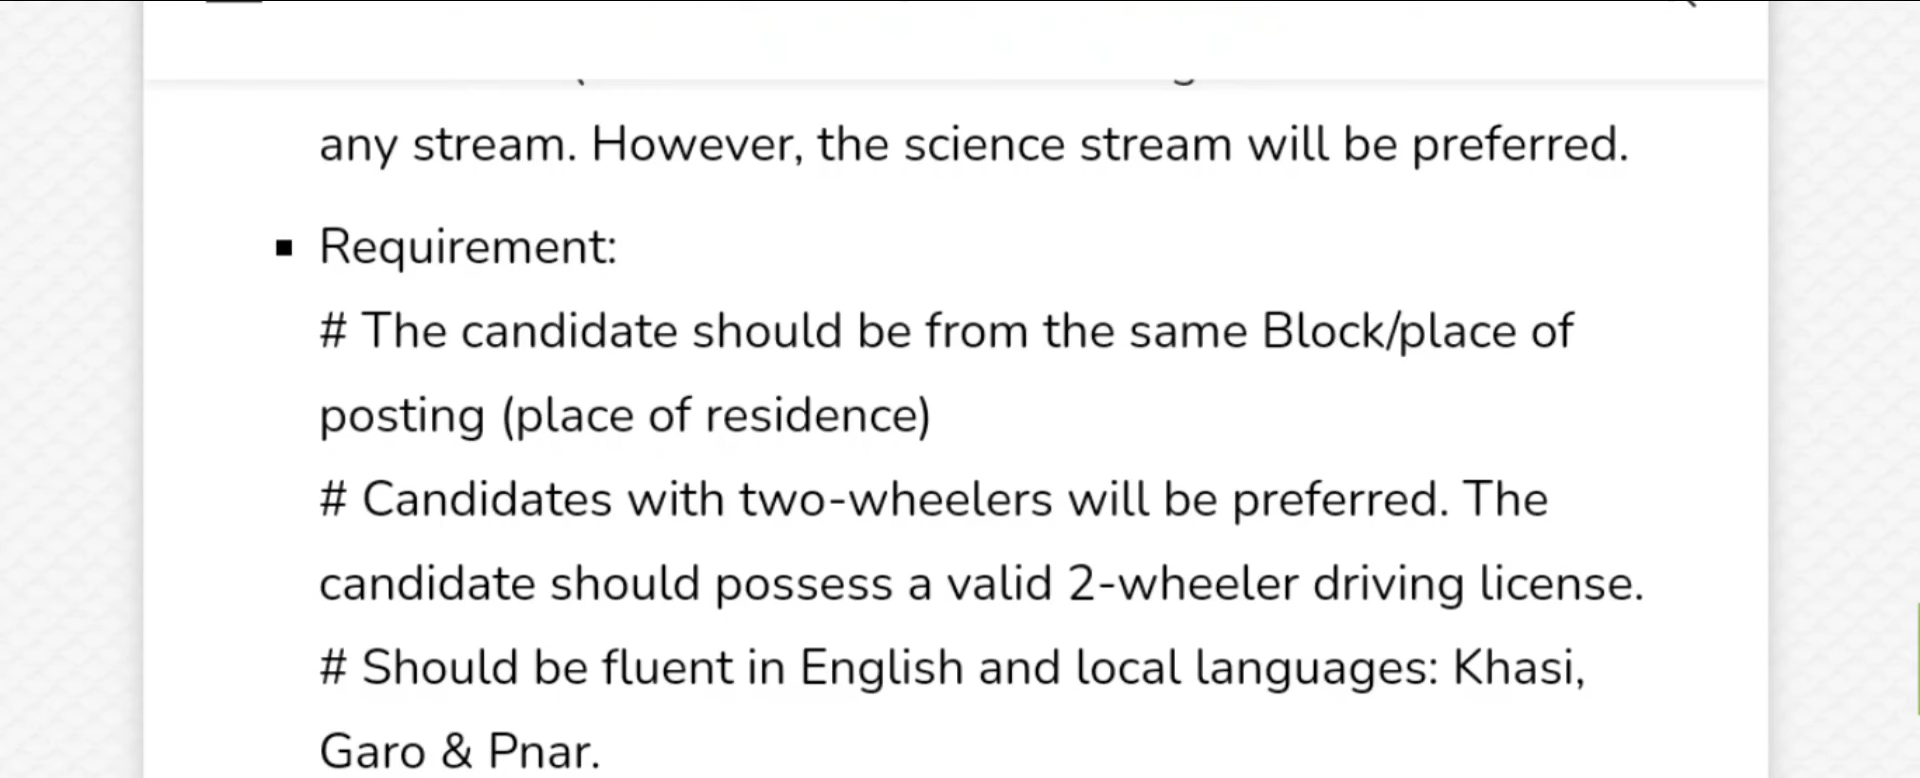 any stream. However, the science stream will be preferred.
▪ Requirement:
# The candidate should be from the same Block/place of
posting (place of residence)
# Candidates with two-wheelers will be preferred. The
candidate should possess a valid 2-wheeler driving license.
# Should be fluent in English and local languages: Khasi,
Garo & Pnar.